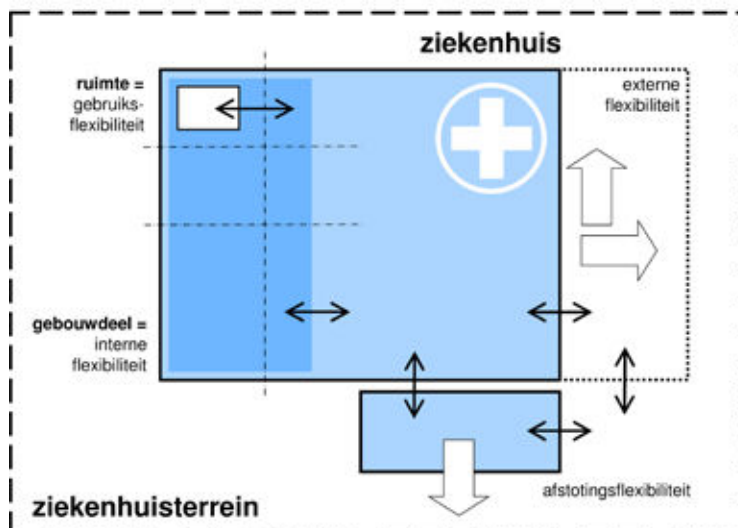 ziekenhuis
ruimte =
gebruiks-
flexibiliteit
externe
flexibiliteit
gebouwdeel =
interne
flexibiliteit
afstotingsflexibiliteit
ziekenhuisterrein